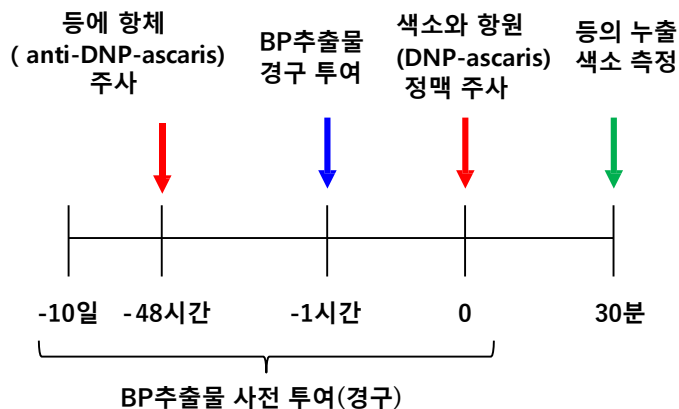 등에 항체
( anti-DNP-ascaris)
주사
BP추출물
경구 투여
색소와 항원
(DNP-ascaris)
정맥 주사
등의 누출
색소 측정
-10일
-48시간
-1시간
0
30분
BP추출물 사전 투여(경구)